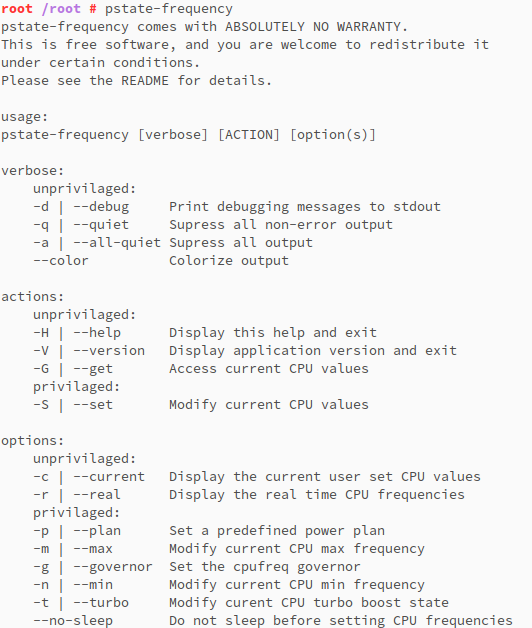 root /root # pstate-frequency
pstate-frequency comes with ABSOLUTELY NO WARRANTY.
This is free software, and you are welcome to redistribute it
under certain conditions.
Please see the README for details.

usage:
pstate-frequency [verbose] [ACTION] [option(s)]

verbose:
    unprivilaged:
    -d | --debug     Print debugging messages to stdout
    -q | --quiet     Supress all non-error output
    -a | --all-quiet Supress all output
    --color          Colorize output

actions:
    unprivilaged:
    -H | --help      Display this help and exit
    -V | --version   Display application version and exit
    -G | --get       Access current CPU values
    privilaged:
    -S | --set       Modify current CPU values

options:
    unprivilaged:
    -c | --current   Display the current user set CPU values
    -r | --real      Display the real time CPU frequencies
    privilaged:
    -p | --plan      Set a predefined power plan
    -m | --max       Modify current CPU max frequency
    -g | --governor  Set the cpufreq governor
    -n | --min       Modify current CPU min frequency
    -t | --turbo     Modify curent CPU turbo boost state
    --no-sleep       Do not sleep before setting CPU frequencies